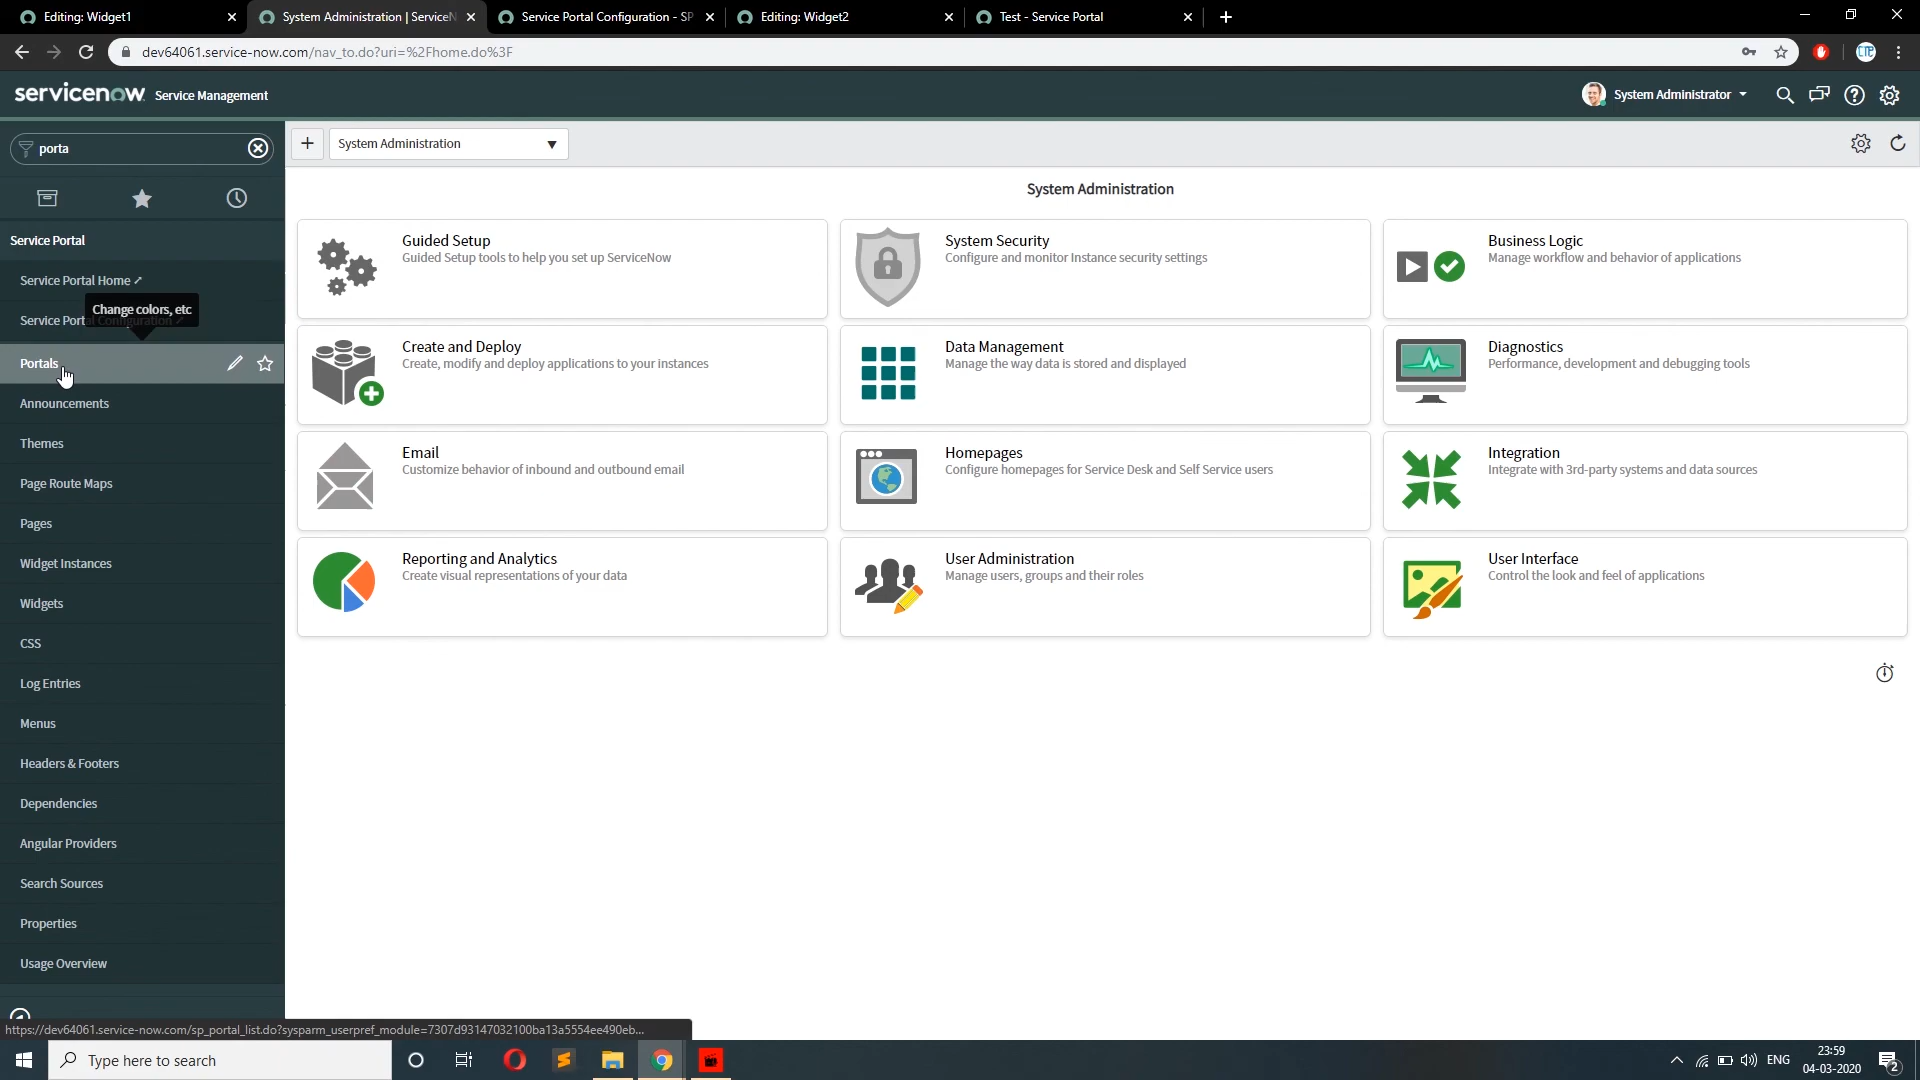 Editing: Widget1
System Administration | ServiceN
Service Portal Configuration - SP
Editing: Widget2
Test - Service Portal
dev64061.service-now.com/nav_to.do?uri=%2Fhome.do%3F
servicenow Service Management
System Administrator
porta
System Administration
System Administration
Service Portal
Service Portal Home
Change colors, etc
Service Portal Configuration
Portals
Announcements
Themes
Page Route Maps
Pages
Widget Instances
Widgets
CSS
Log Entries
Menus
Headers & Footers
Dependencies
Angular Providers
Search Sources
Properties
Usage Overview
Guided Setup
Guided Setup tools to help you set up ServiceNow
System Security
Configure and monitor Instance security settings
Business Logic
Manage workflow and behavior of applications
Create and Deploy
Create, modify and deploy applications to your instances
Data Management
Manage the way data is stored and displayed
Diagnostics
Performance, development and debugging tools
Email
Customize behavior of inbound and outbound email
Homepages
Configure homepages for Service Desk and Self Service users
Integration
Integrate with 3rd-party systems and data sources
Reporting and Analytics
Create visual representations of your data
User Administration
Manage users, groups and their roles
User Interface
Control the look and feel of applications
https://dev64061.service-now.com/sp_portal_list.do?sysparm_userpref_module=7307d93147032100ba13a5554ee490eb...
Type here to search
ENG
23:59
04-03-2020
2